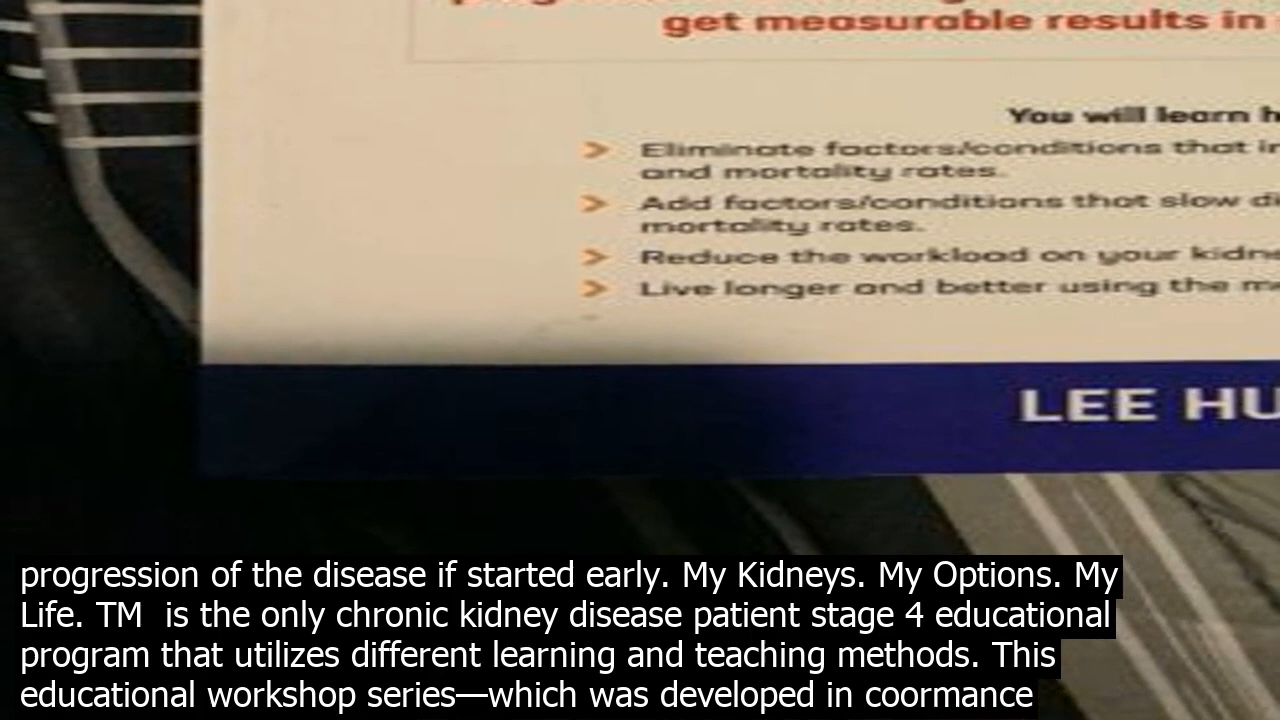 get measurable results in
You will learn
Eliminate factors/conditions that
and mortality rates.
Add factors/conditions that slow
mortality rates.
Reduce the workload on your
Live longer and better using the
LEE
progression of the disease if started early. My Kidneys. My Options. My
Life. TM is the only chronic kidney disease patient stage 4 educational
program that utilizes different learning and teaching methods. This
educational workshop series—which was developed in coormance